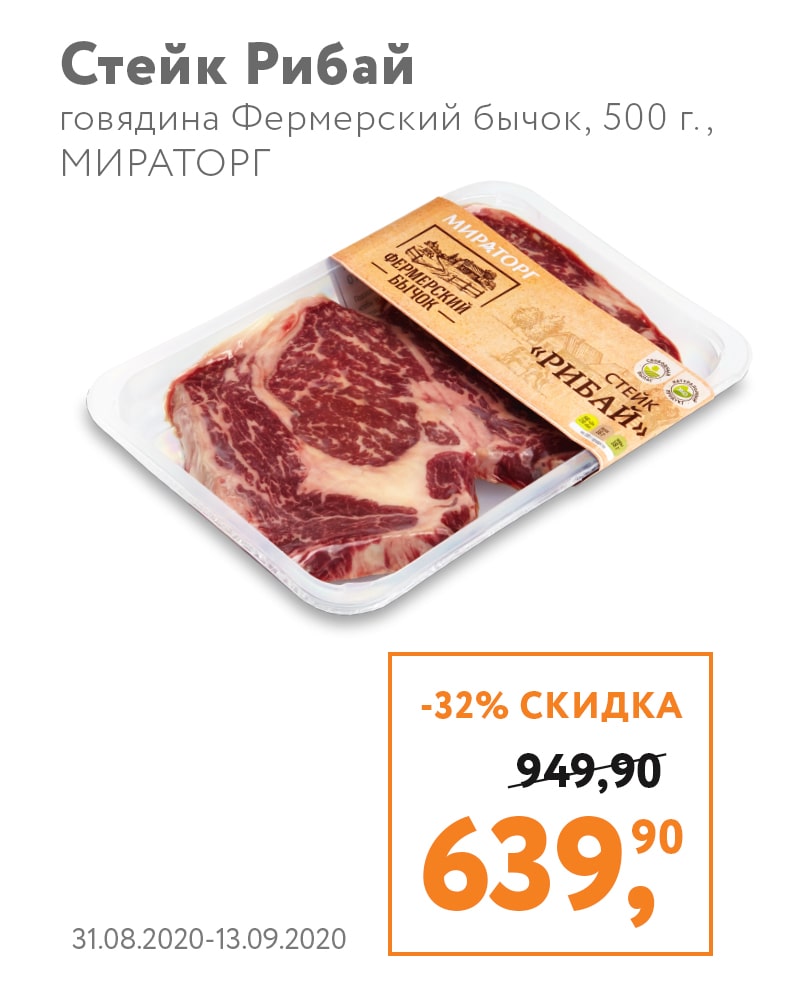 Стейк Рибай
говядина Фермерский бычок, 500 г.,
МИРАТОРГ
МИРАТОРГ
ФЕРМЕРСКИЙ
БЫЧОК
СТЕЙК
«РИБАЙ»
-32% СКИДКА
949,90
639,90
31.08.2020-13.09.2020